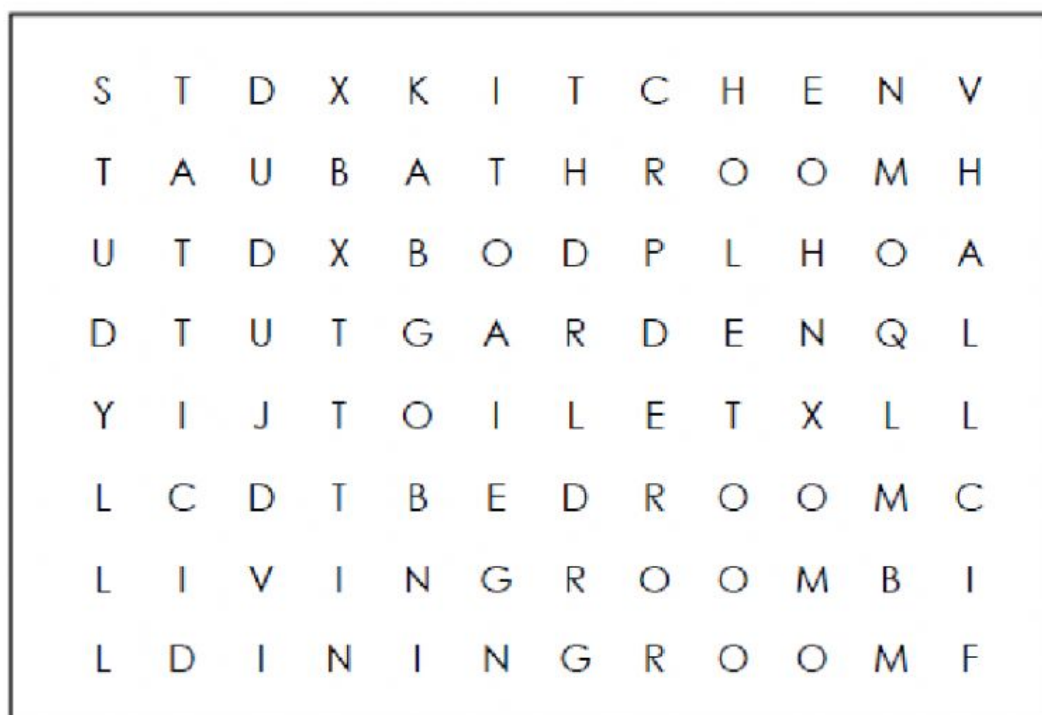 S T D X K I T C H E N V
T A U B A T H R O O M H
U T D X B O D P L H O A
D T U T G A R D E N Q L
Y I J T O I L E T X L L
L C D T B E D R O O M C
L I V I N G R O O M B I
L D I N I N G R O O M F